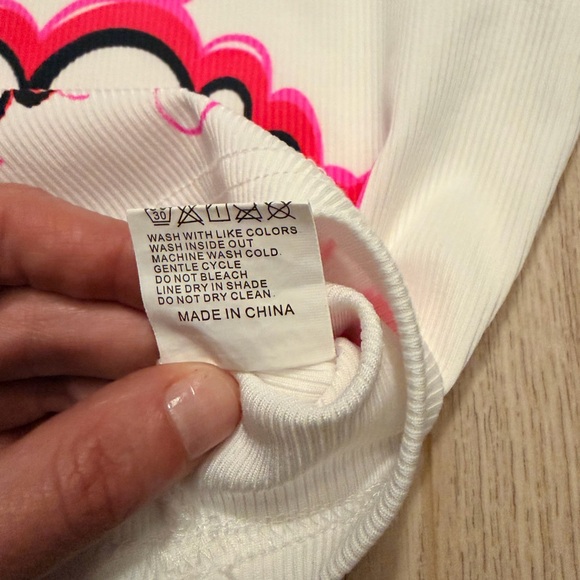 30
WASH WITH LIKE COLORS
WASH INSIDE OUT
MACHINE WASH COLD.
GENTLE CYCLE
DO NOT BLEACH
LINE DRY IN SHADE
DO NOT DRY CLEAN.
MADE IN CHINA